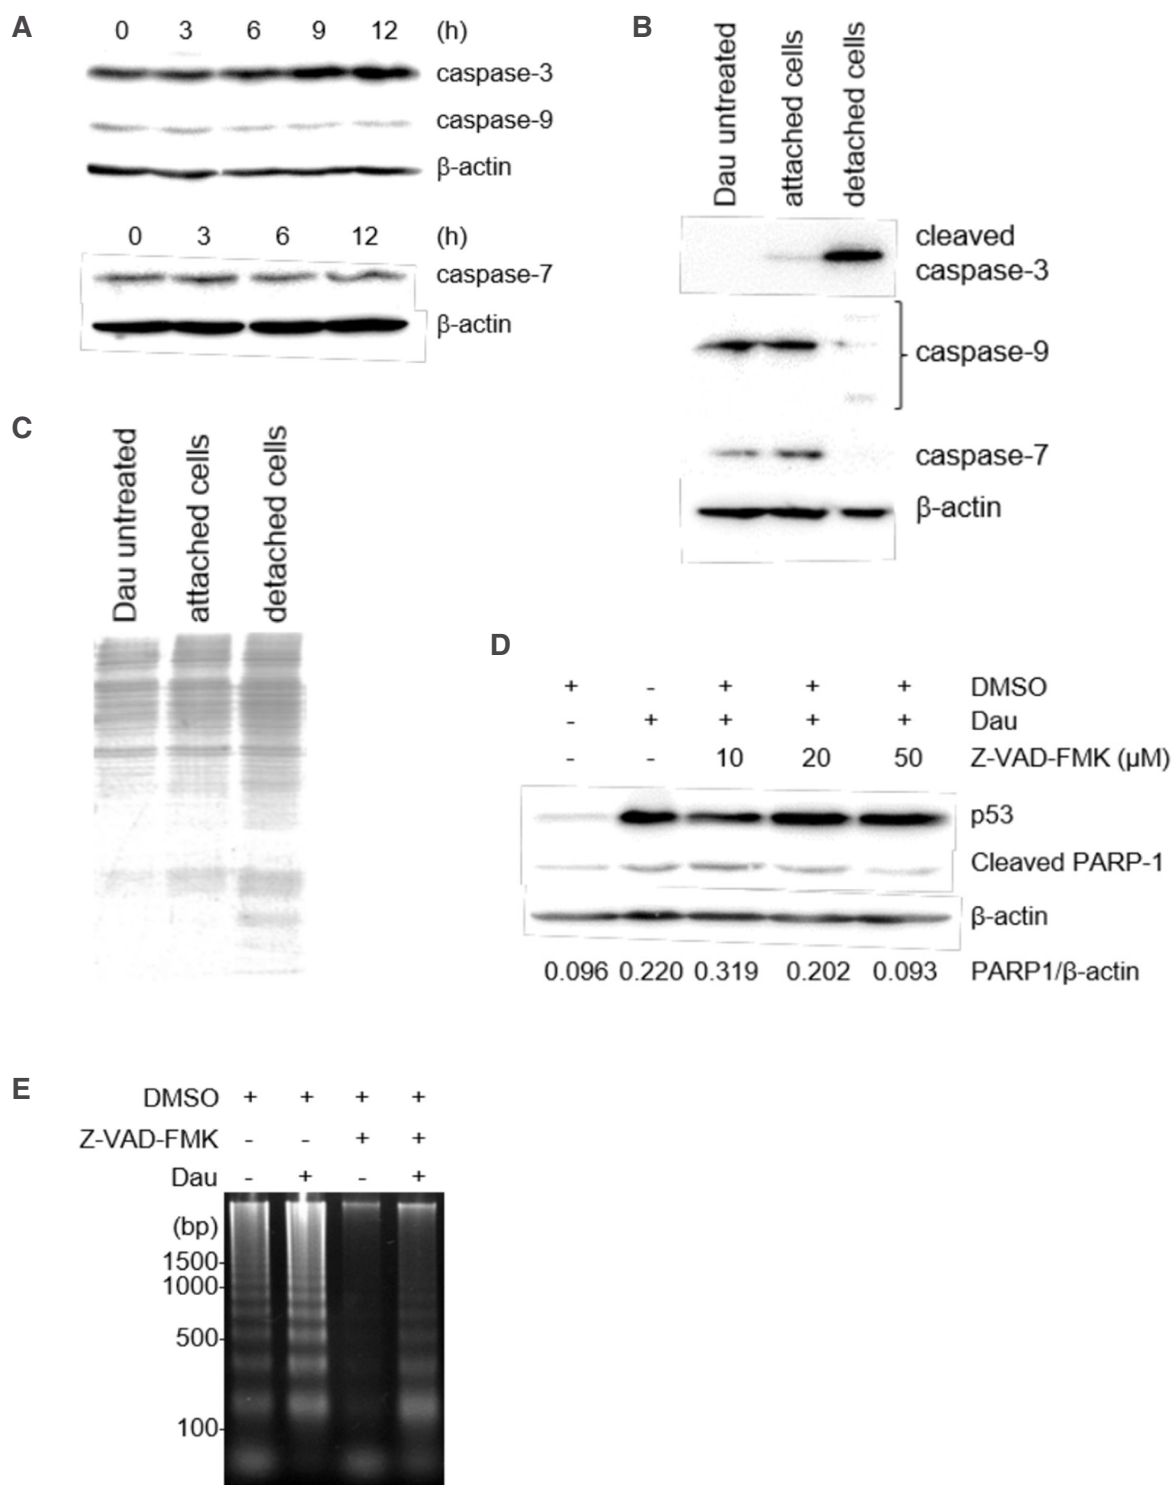 A
0 3 6 9 12 (h)
caspase-3
caspase-9
β-actin
0 3 6 12 (h)
caspase-7
β-actin
B
Dau untreated
attached cells
detached cells
cleaved
caspase-3
caspase-9
caspase-7
β-actin
C
Dau untreated
attached cells
detached cells
D
+ - + + + DMSO
- + + + + Dau
- - 10 20 50 Z-VAD-FMK (μM)
p53
Cleaved PARP-1
β-actin
0.096 0.220 0.319 0.202 0.093 PARP1/β-actin
E
DMSO + + + +
Z-VAD-FMK - - + +
Dau - + - +
(bp)
1500
1000
500
100